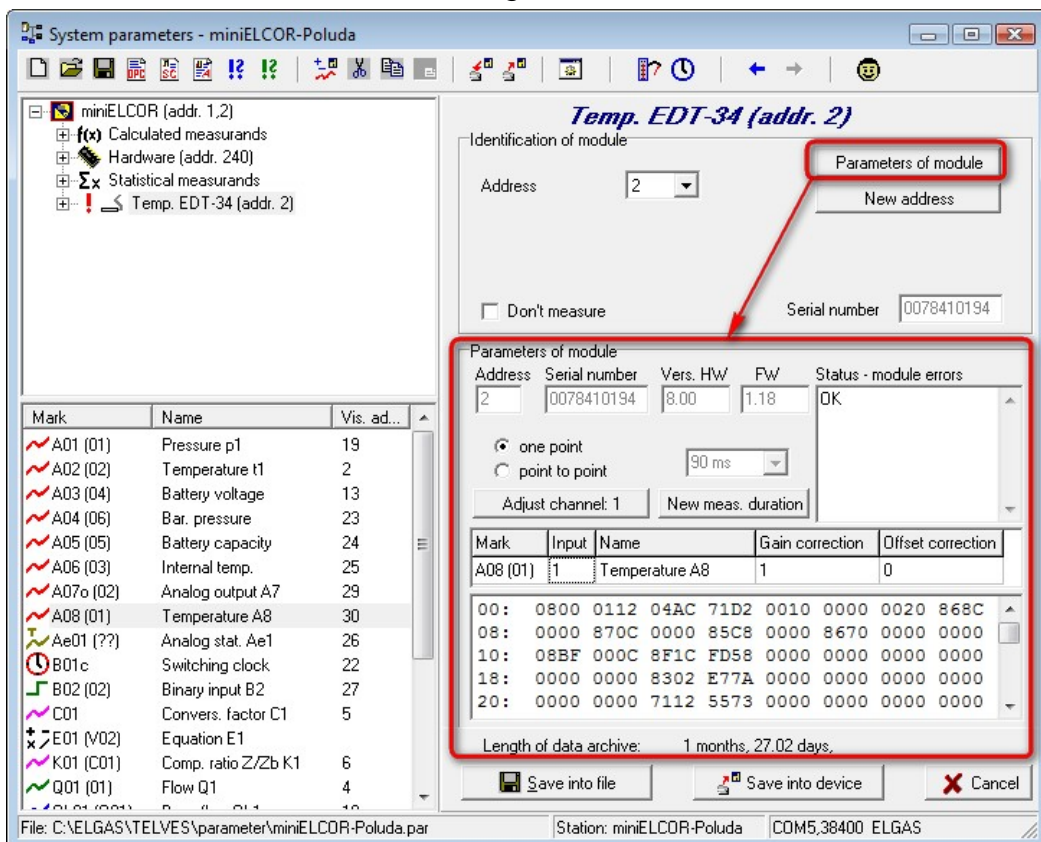 System parameters - miniELCOR-Poluda
miniELCOR (addr. 1,2)
f(x) Calculated measurands
Hardware (addr. 240)
Σx Statistical measurands
Temp. EDT-34 (addr. 2)
Mark Name Vis. ad...
A01 (01) Pressure p1 19
A02 (02) Temperature t1 2
A03 (04) Battery voltage 13
A04 (06) Bar. pressure 23
A05 (05) Battery capacity 24
A06 (03) Internal temp. 25
A07o (02) Analog output A7 29
A08 (01) Temperature A8 30
Ae01 (??) Analog stat. Ae1 26
B01c Switching clock 22
B02 (02) Binary input B2 27
C01 Convers. factor C1 5
E01 (V02) Equation E1
K01 (C01) Comp. ratio Z/Zb K1 6
Q01 (01) Flow Q1 4
Temp. EDT-34 (addr. 2)
Identification of module
Parameters of module
Address 2
New address
Don't measure
Serial number 0078410194
Parameters of module
Address Serial number Vers. HW FW Status - module errors
2 0078410194 8.00 1.18 OK
one point
point to point
90 ms
Adjust channel: 1 New meas. duration
Mark Input Name Gain correction Offset correction
A08 (01) 1 Temperature A8 1 0
00: 0800 0112 04AC 71D2 0010 0000 0020 868C
08: 0000 870C 0000 85C8 0000 8670 0000 0000
10: 08BF 000C 8F1C FD58 0000 0000 0000 0000
18: 0000 0000 8302 E77A 0000 0000 0000 0000
20: 0000 0000 7112 5573 0000 0000 0000 0000
Length of data archive: 1 months, 27.02 days,
Save into file Save into device Cancel
File: C:\ELGAS\TELVES\parameter\miniELCOR-Poluda.par Station: miniELCOR-Poluda COM5,38400 ELGAS